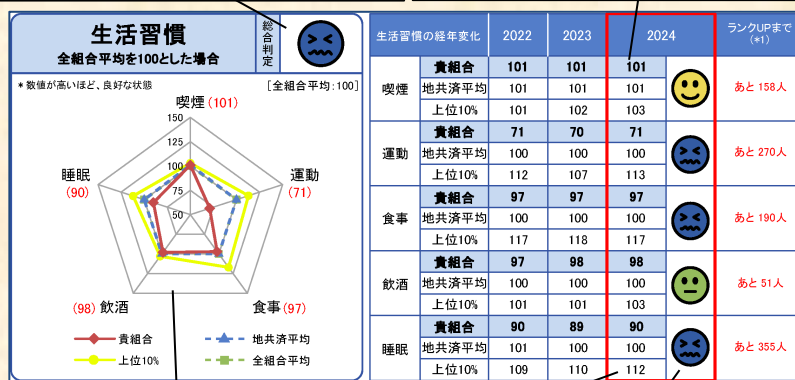 生活習慣
全組合平均を100とした場合
総合判定
＊数値が高いほど、良好な状態
[全組合平均:100]
喫煙(101)
150
125
100
75
50
睡眠
(90)
運動
(71)
(98)飲酒
食事(97)
貴組合
地共済平均
上位10%
全組合平均
生活習慣の経年変化 2022 2023 2024 ランクUPまで
(*1)
喫煙 貴組合 101 101 101 あと158人
地共済平均 101 101 101
上位10% 101 102 103
運動 貴組合 71 70 71 あと270人
地共済平均 100 100 100
上位10% 112 107 113
食事 貴組合 97 97 97 あと190人
地共済平均 100 100 100
上位10% 117 118 117
飲酒 貴組合 97 98 98 あと51人
地共済平均 100 100 100
上位10% 101 101 103
睡眠 貴組合 90 89 90 あと355人
地共済平均 101 100 100
上位10% 109 110 112